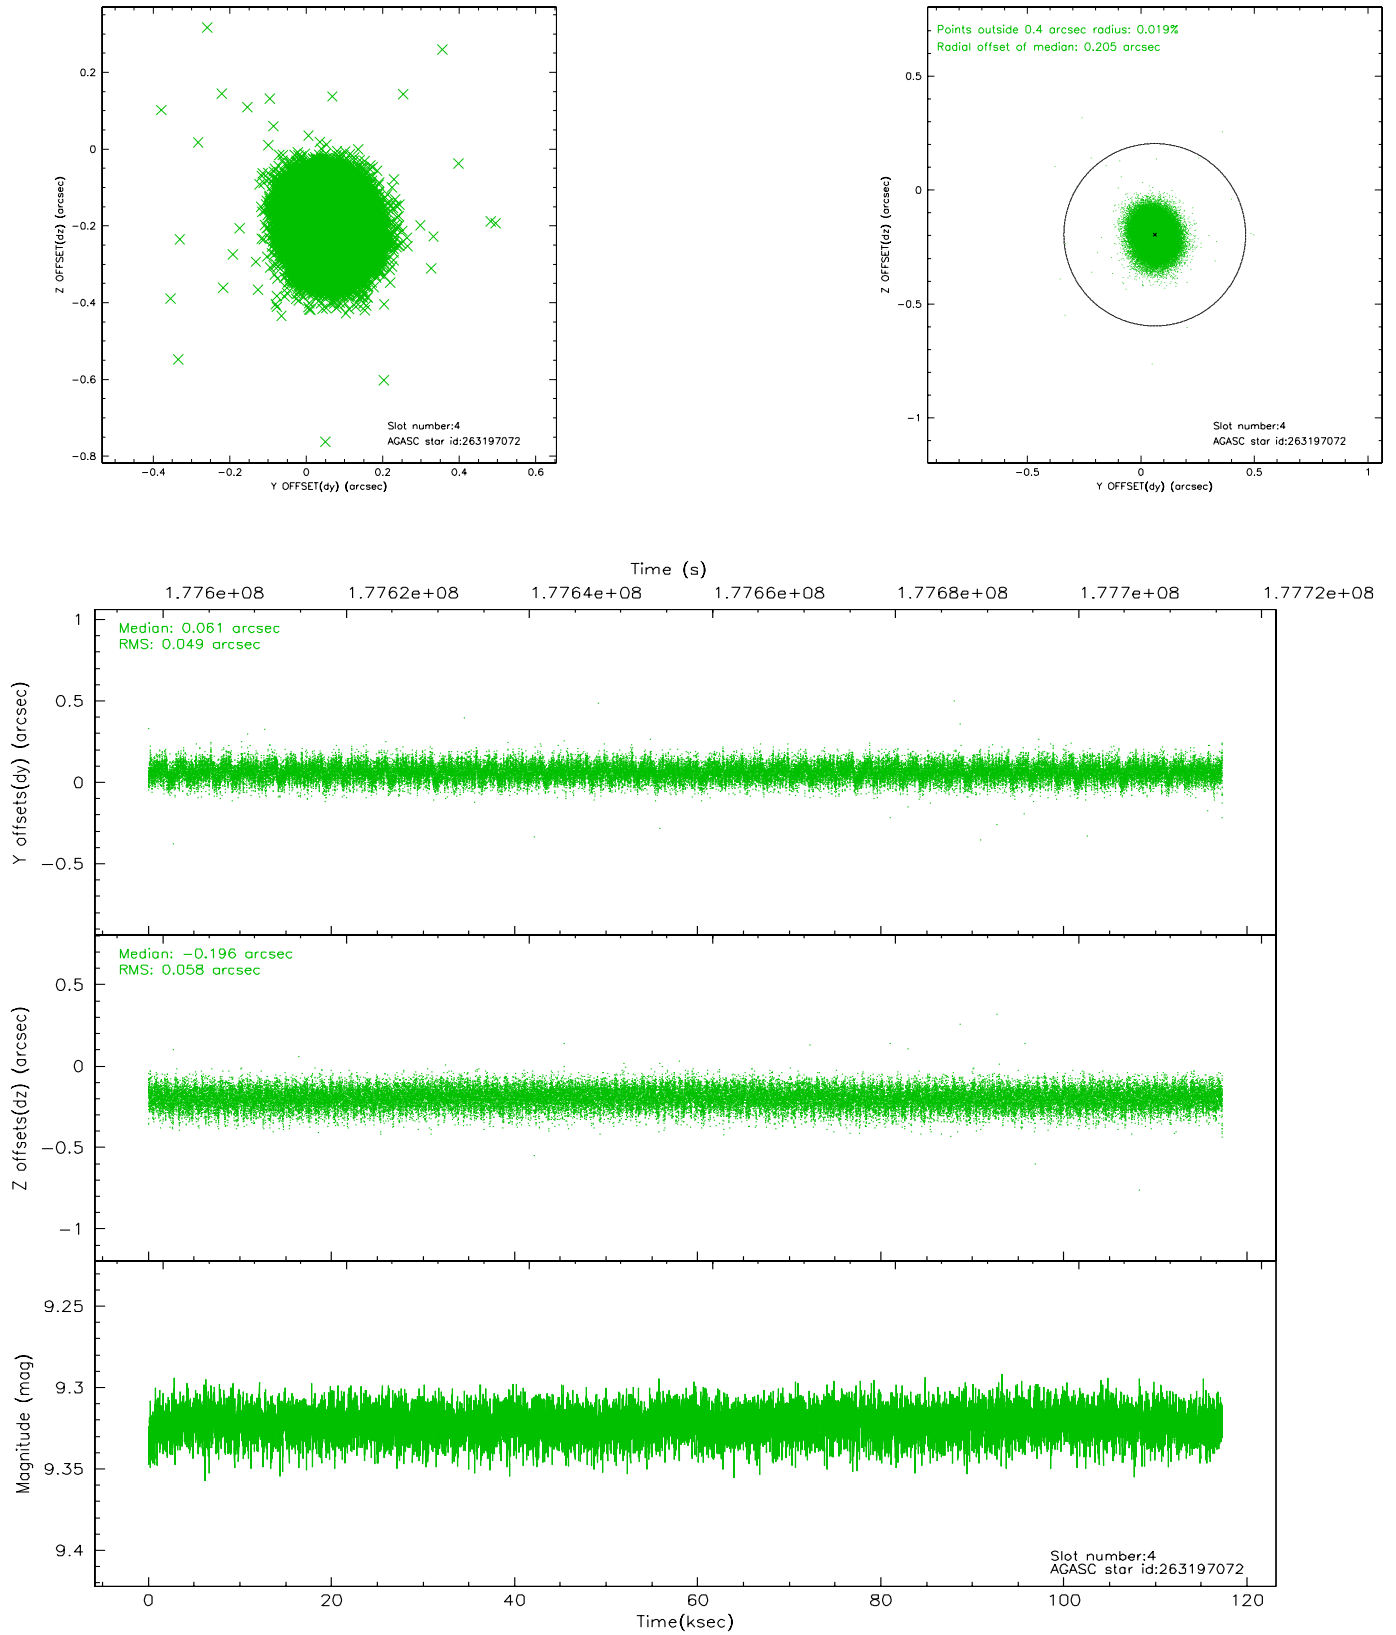 0.2
0
−0.2
−0.4
−0.6
−0.8
Z OFFSET(dz) (arcsec)
Slot number:4
AGASC star id:263197072
−0.4 −0.2 0 0.2 0.4 0.6
Y OFFSET(dy) (arcsec)
Points outside 0.4 arcsec radius: 0.019%
Radial offset of median: 0.205 arcsec
0.5
0
−0.5
−1
Z OFFSET(dz) (arcsec)
Slot number:4
AGASC star id:263197072
−0.5 0 0.5 1
Y OFFSET(dy) (arcsec)
Time (s)
1.776e+08 1.7762e+08 1.7764e+08 1.7766e+08 1.7768e+08 1.777e+08 1.7772e+08
Median: 0.061 arcsec
RMS: 0.049 arcsec
1
0.5
0
−0.5
Y offsets(dy) (arcsec)
Median: −0.196 arcsec
RMS: 0.058 arcsec
0.5
0
−0.5
−1
Z offsets(dz) (arcsec)
9.25
9.3
9.35
9.4
Magnitude (mag)
Slot number:4
AGASC star id:263197072
0 20 40 60 80 100 120
Time(ksec)